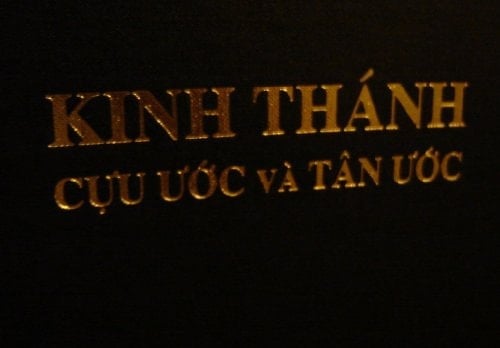 KINH THÁNH
CỰU ƯỚC VÀ TÂN ƯỚC